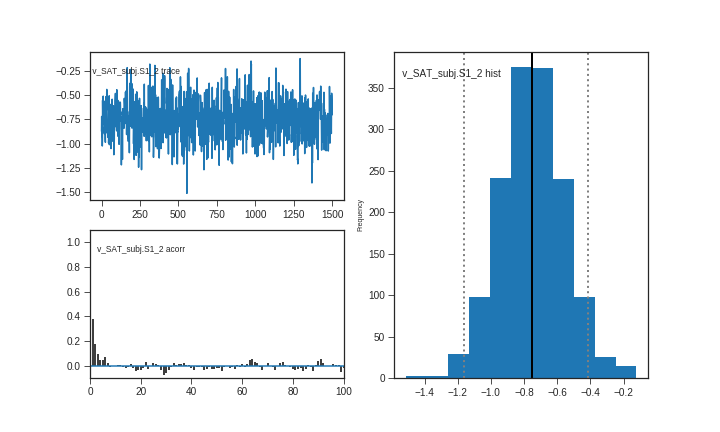 v_SAT_subj.S1_2 trace
−0.25
−0.50
−0.75
−1.00
−1.25
−1.50
0 250 500 750 1000 1250 1500
v_SAT_subj.S1_2 acorr
1.0
0.8
0.6
0.4
0.2
0.0
0 20 40 60 80 100
v_SAT_subj.S1_2 hist
Frequency
350
300
250
200
150
100
50
0
−1.4 −1.2 −1.0 −0.8 −0.6 −0.4 −0.2